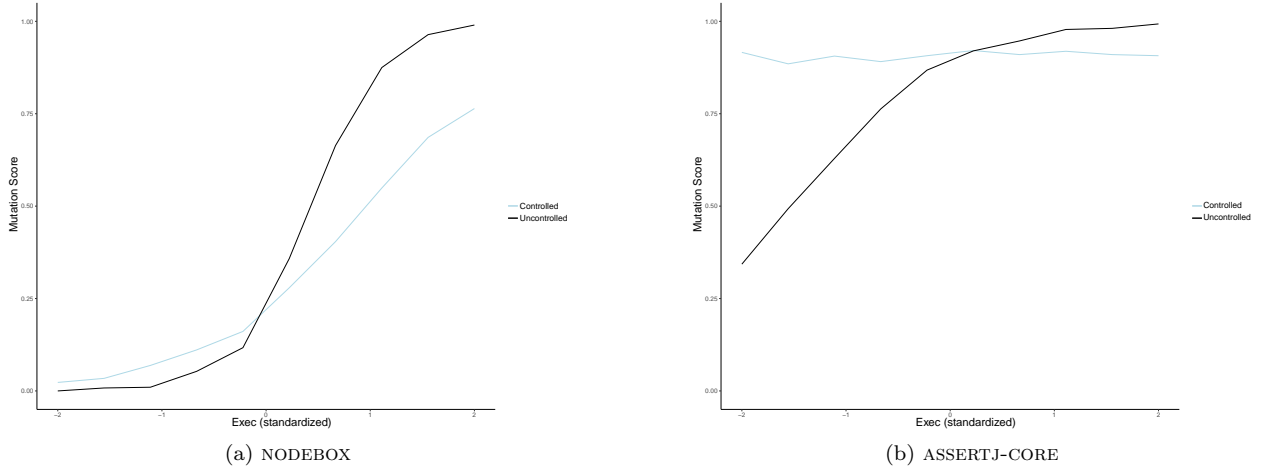 1.00
0.75
0.50
0.25
0.00
Mutation Score
−2
−1
0
1
2
Exec (standardized)
Controlled
Uncontrolled
(a) NODEBOX
1.00
0.75
0.50
0.25
0.00
Mutation Score
−2
−1
0
1
2
Exec (standardized)
Controlled
Uncontrolled
(b) ASSERTJ-CORE